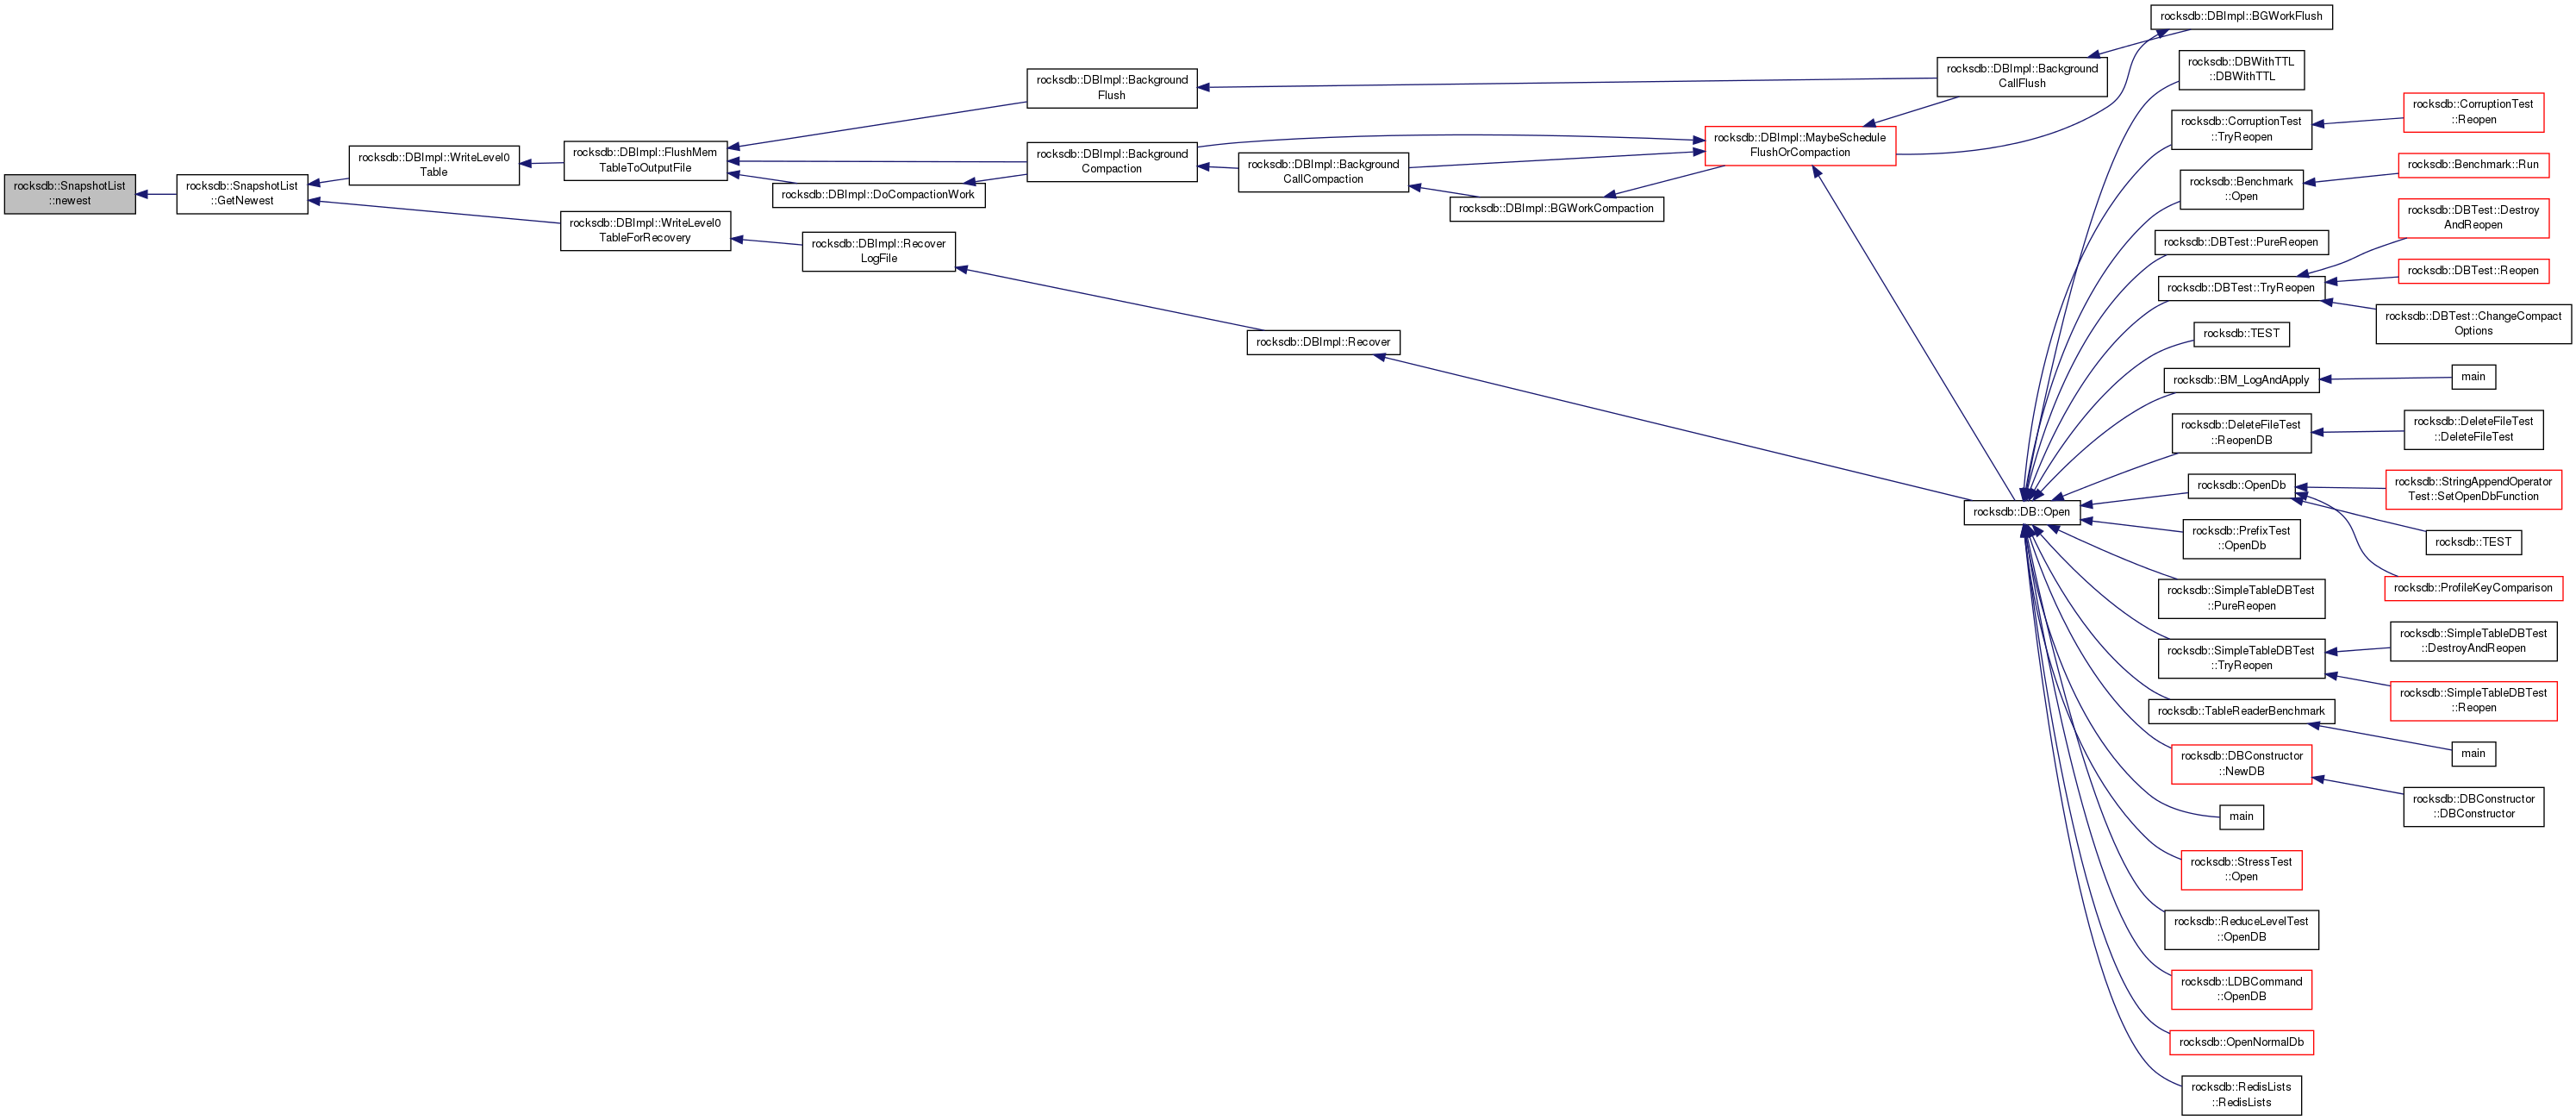 rocksdb::SnapshotList
::newest
rocksdb::SnapshotList
::GetNewest
rocksdb::DBImpl::WriteLevel0
Table
rocksdb::DBImpl::FlushMem
TableToOutputFile
rocksdb::DBImpl::Background
Flush
rocksdb::DBImpl::Background
Compaction
rocksdb::DBImpl::DoCompactionWork
rocksdb::DBImpl::WriteLevel0
TableForRecovery
rocksdb::DBImpl::Recover
LogFile
rocksdb::DBImpl::Background
CallCompaction
rocksdb::DBImpl::BGWorkCompaction
rocksdb::DBImpl::Recover
rocksdb::DBImpl::MaybeSchedule
FlushOrCompaction
rocksdb::DBImpl::Background
CallFlush
rocksdb::DBImpl::BGWorkFlush
rocksdb::DB::Open
rocksdb::DBWithTTL
::DBWithTTL
rocksdb::CorruptionTest
::TryReopen
rocksdb::CorruptionTest
::Reopen
rocksdb::Benchmark
::Open
rocksdb::Benchmark::Run
rocksdb::DBTest::PureReopen
rocksdb::DBTest::TryReopen
rocksdb::DBTest::Destroy
AndReopen
rocksdb::DBTest::Reopen
rocksdb::DBTest::ChangeCompact
Options
rocksdb::TEST
rocksdb::BM_LogAndApply
main
rocksdb::DeleteFileTest
::ReopenDB
rocksdb::DeleteFileTest
::DeleteFileTest
rocksdb::OpenDb
rocksdb::StringAppendOperator
Test::SetOpenDbFunction
rocksdb::TEST
rocksdb::ProfileKeyComparison
rocksdb::PrefixTest
::OpenDb
rocksdb::SimpleTableDBTest
::PureReopen
rocksdb::SimpleTableDBTest
::TryReopen
rocksdb::SimpleTableDBTest
::DestroyAndReopen
rocksdb::SimpleTableDBTest
::Reopen
rocksdb::TableReaderBenchmark
main
rocksdb::DBConstructor
::NewDB
rocksdb::DBConstructor
::DBConstructor
main
rocksdb::StressTest
::Open
rocksdb::ReduceLevelTest
::OpenDB
rocksdb::LDBCommand
::OpenDB
rocksdb::OpenNormalDb
rocksdb::RedisLists
::RedisLists